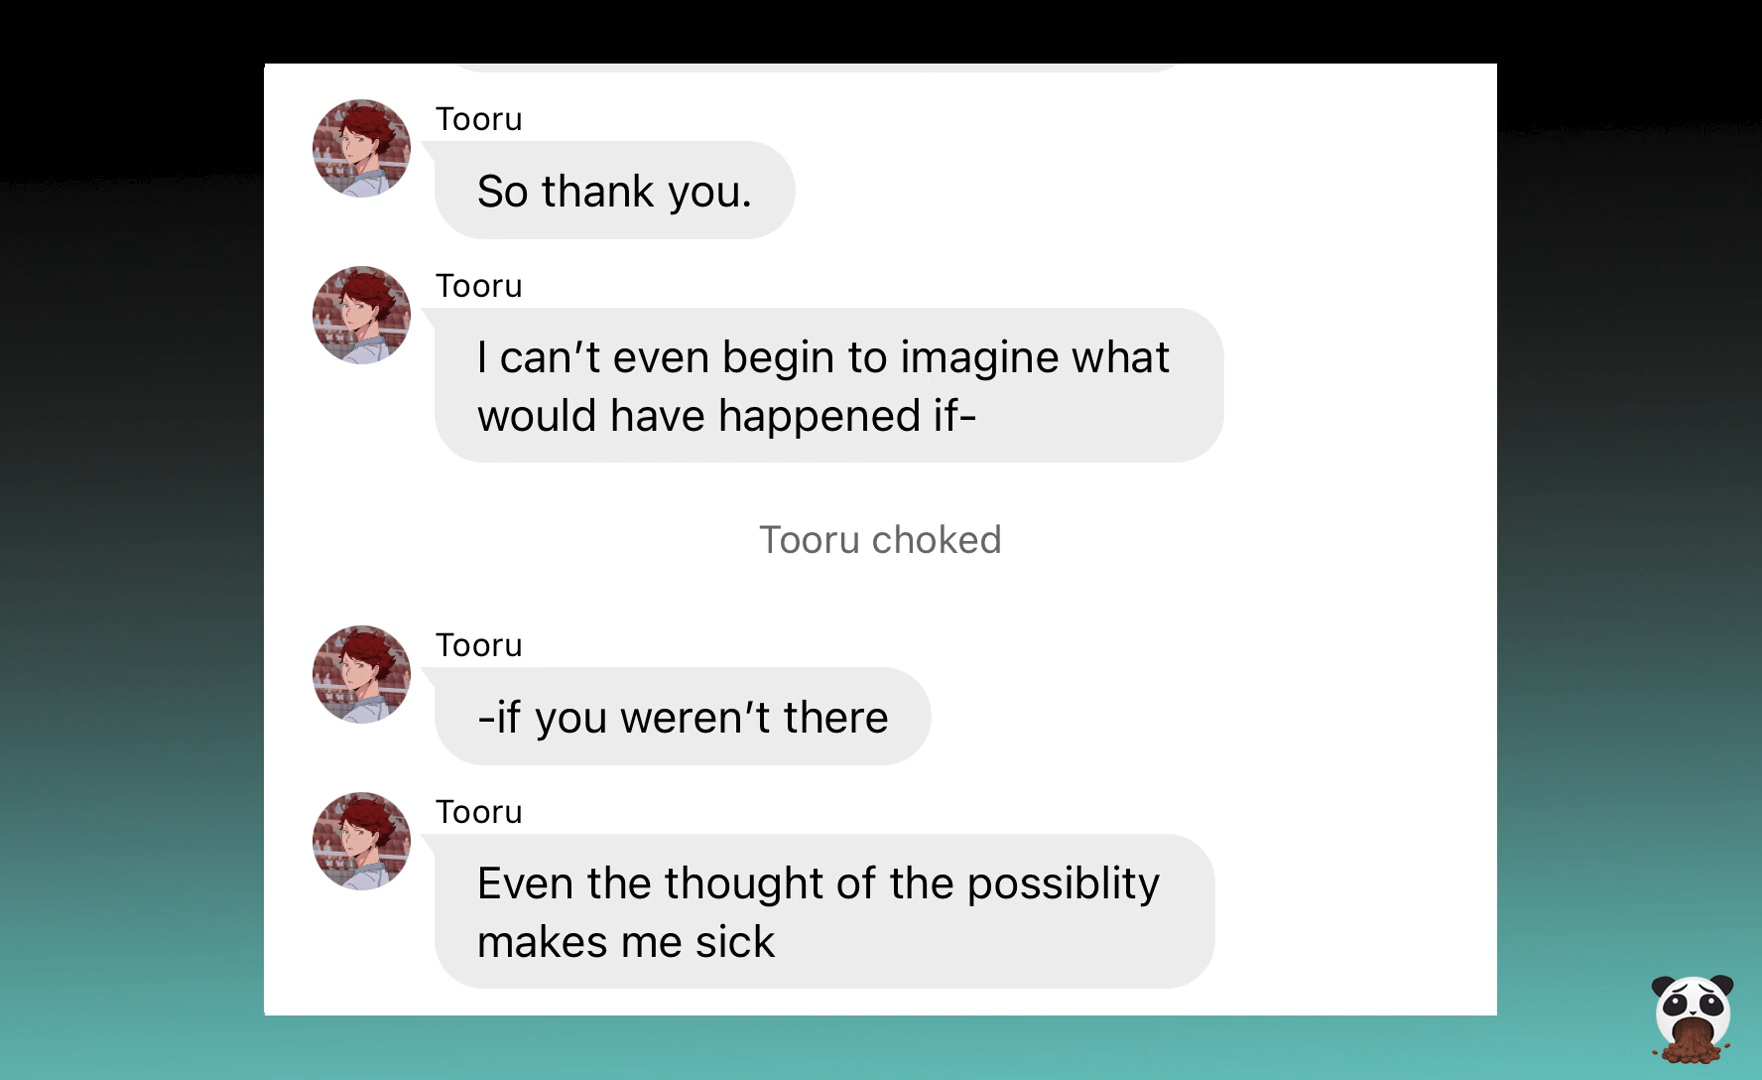 Tooru
So thank you.
Tooru
I can’t even begin to imagine what
would have happened if-
Tooru choked
Tooru
-if you weren’t there
Tooru
Even the thought of the possiblity
makes me sick